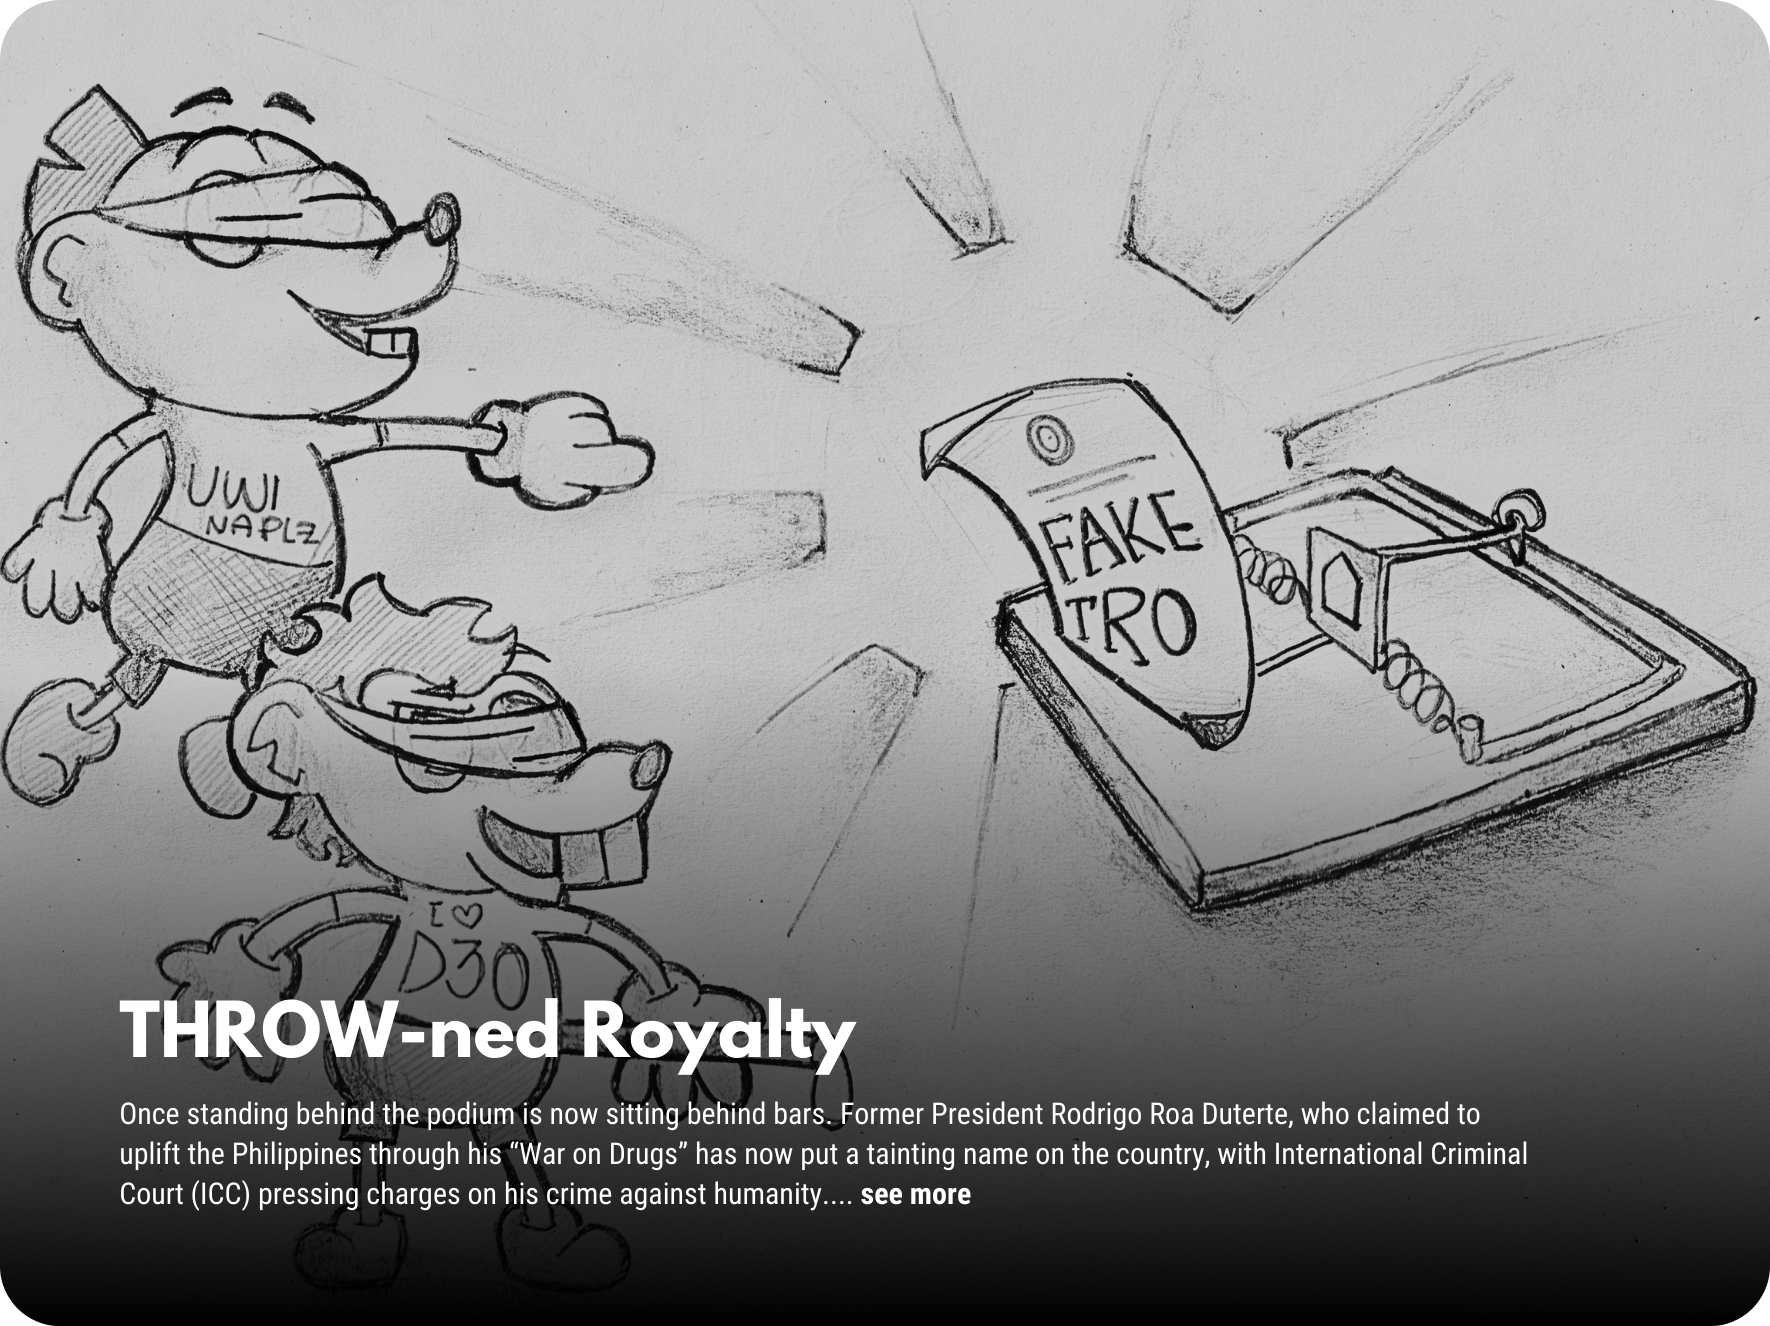 UWI
NAPLZ
FAKE
TRO
I ♡
D30
THROW-ned Royalty
Once standing behind the podium is now sitting behind bars. Former President Rodrigo Roa Duterte, who claimed to
uplift the Philippines through his “War on Drugs” has now put a tainting name on the country, with International Criminal
Court (ICC) pressing charges on his crime against humanity.... see more